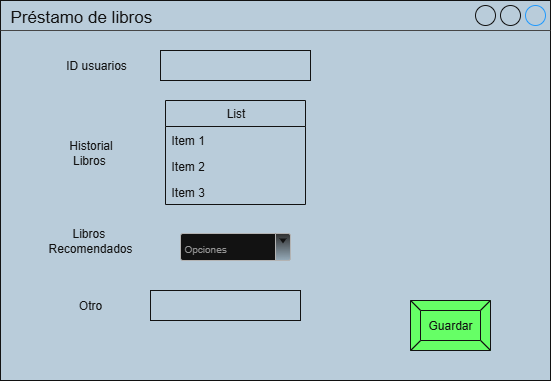 Préstamo de libros
ID usuarios
List
Item 1
Item 2
Item 3
Historial
Libros
Libros
Recomendados
Opciones
Otro
Guardar